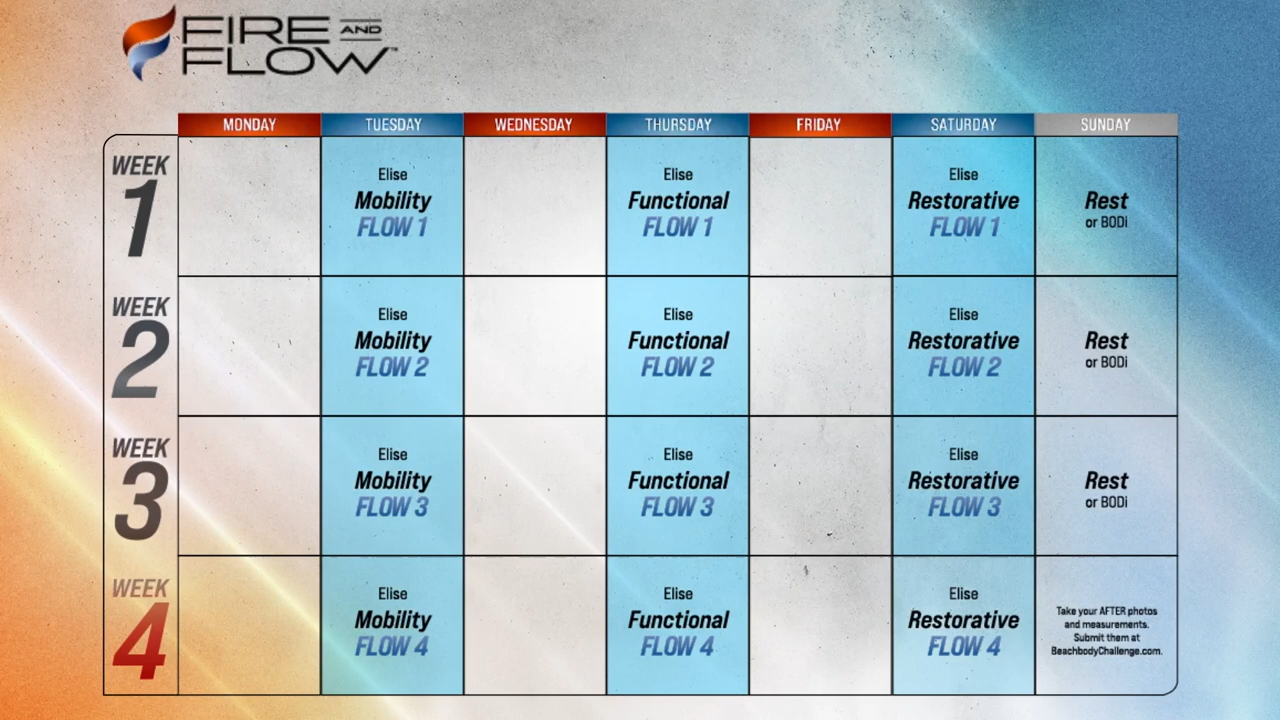 FIRE AND
FLOW™
MONDAY TUESDAY WEDNESDAY THURSDAY FRIDAY SATURDAY SUNDAY
WEEK
1
Elise
Mobility
FLOW 1
Elise
Functional
FLOW 1
Elise
Restorative
FLOW 1
Rest
or BODi
WEEK
2
Elise
Mobility
FLOW 2
Elise
Functional
FLOW 2
Elise
Restorative
FLOW 2
Rest
or BODi
WEEK
3
Elise
Mobility
FLOW 3
Elise
Functional
FLOW 3
Elise
Restorative
FLOW 3
Rest
or BODi
WEEK
4
Elise
Mobility
FLOW 4
Elise
Functional
FLOW 4
Elise
Restorative
FLOW 4
Take your AFTER photos
and measurements.
Submit them at
BeachbodyChallenge.com.